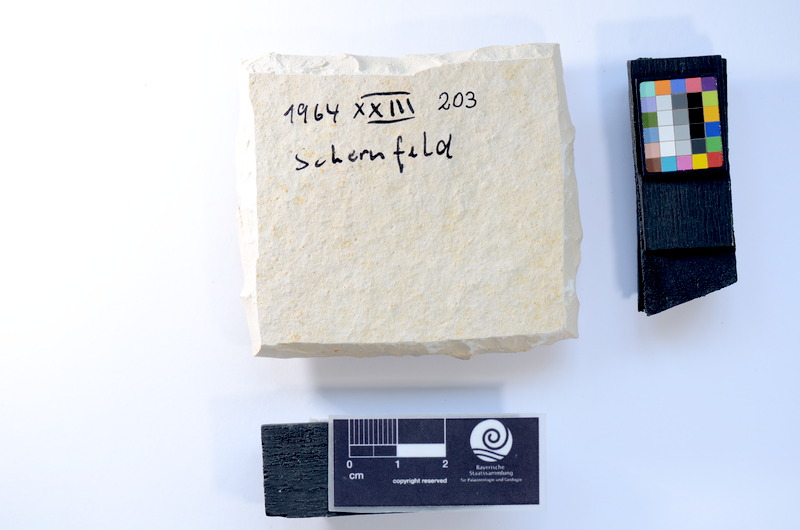 1964 XXIII 203
Schernfeld
0 1 2
cm
copyright reserved
Bayerische
Staatssammlung
für Paläontologie und Geologie